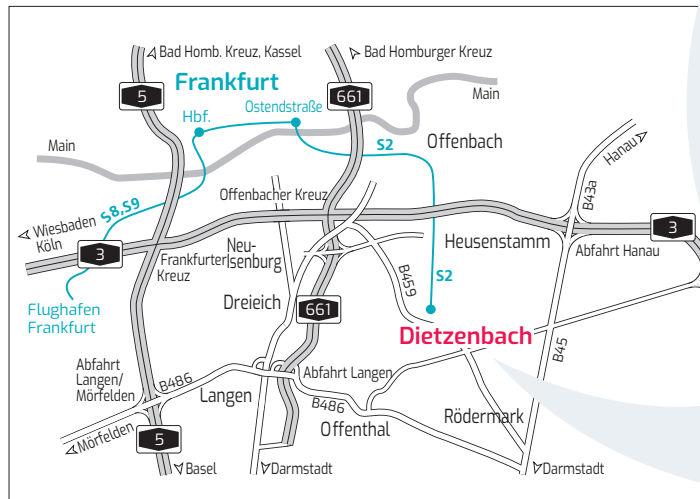 Bad Homb. Kreuz, Kassel
Bad Homburger Kreuz
Frankfurt
5
661
Ostendstraße
Main
Hbf.
Offenbach
Main
S2
Hanau
B43a
S8,S9
Offenbacher Kreuz
Wiesbaden
Köln
3
3
Frankfurter
Kreuz
Neu-
Isenburg
Heusenstamm
Abfahrt Hanau
S2
B459
Flughafen
Frankfurt
Dreieich
661
Dietzenbach
B45
Abfahrt
Langen/
Mörfelden
B486
Abfahrt Langen
Langen
B486
Offenthal
Rödermark
Mörfelden
5
Basel
Darmstadt
Darmstadt